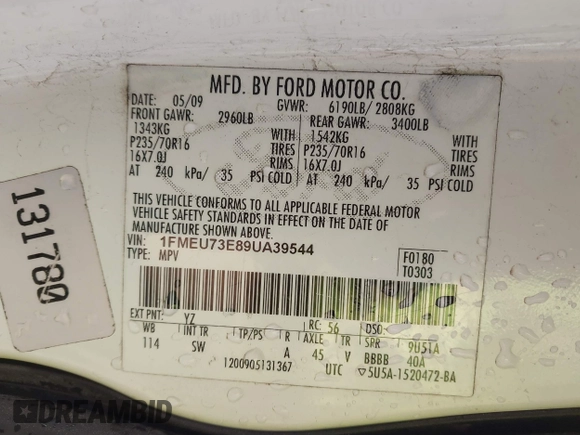 MFD. BY FORD MOTOR CO.
DATE: 05/09 GVWR: 6190LB/ 2808KG
FRONT GAWR: 2960LB REAR GAWR: 3400LB
1343KG 1542KG
P235/70R16 TIRES P235/70R16 TIRES
16X7.0J RIMS 16X7.0J RIMS
AT 240 kPa/ 35 PSI COLD AT 240 kPa/ 35 PSI COLD
THIS VEHICLE CONFORMS TO ALL APPLICABLE FEDERAL MOTOR
VEHICLE SAFETY AND THEFT PREVENTION
STANDARDS IN EFFECT ON THE DATE OF
MANUFACTURE SHOWN ABOVE.
VIN: 1FMEU73E89UA39544
TYPE: MPV
F0180
T0303
EXT PNT: YZ RC: 56 DSO:
WB INT TR TP/PS R AXLE TR SPR 9U51A
114 SW A 45 V BBBB 40A
1200905131367 UTC ▽5U5A-1520472-BA
131780
DREAMBID